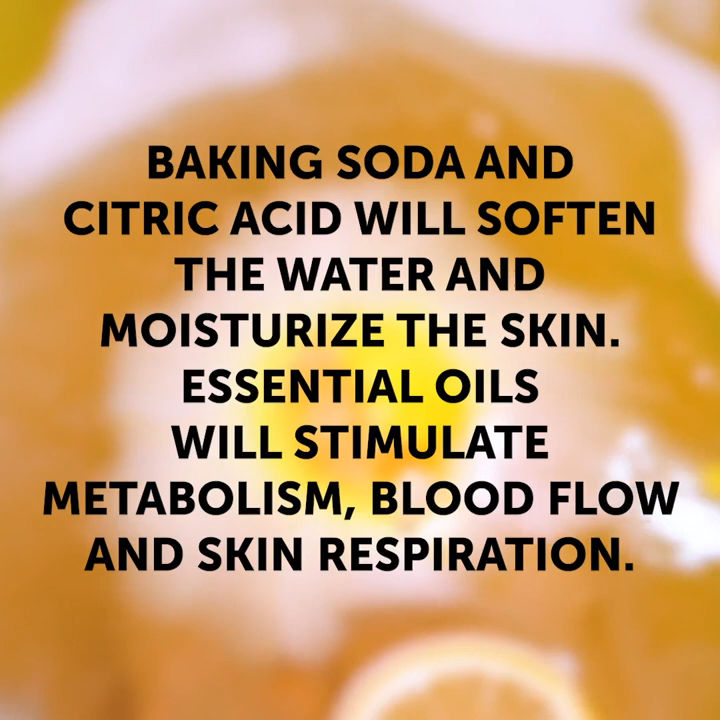 BAKING SODA AND
CITRIC ACID WILL SOFTEN
THE WATER AND
MOISTURIZE THE SKIN.
ESSENTIAL OILS
WILL STIMULATE
METABOLISM, BLOOD FLOW
AND SKIN RESPIRATION.